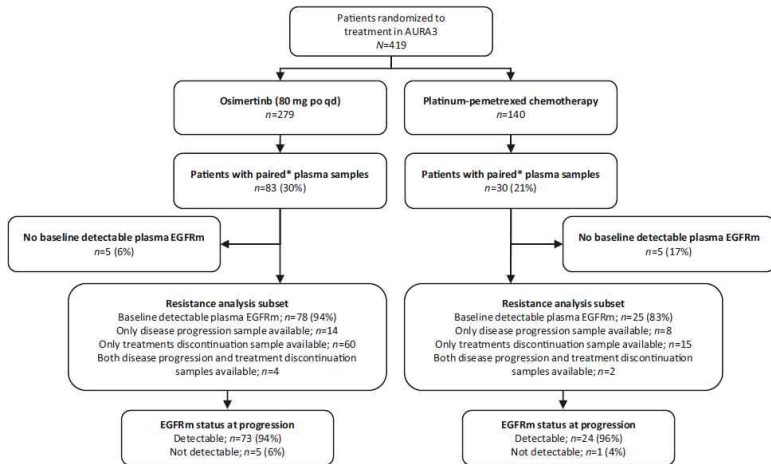 Patients randomized to
treatment in AURA3
N=419
Osimertinb (80 mg po qd)
n=279
Platinum-pemetrexed chemotherapy
n=140
Patients with paired* plasma samples
n=83 (30%)
Patients with paired* plasma samples
n=30 (21%)
No baseline detectable plasma EGFRm
n=5 (6%)
No baseline detectable plasma EGFRm
n=5 (17%)
Resistance analysis subset
Baseline detectable plasma EGFRm; n=78 (94%)
Only disease progression sample available; n=14
Only treatments discontinuation sample available; n=60
Both disease progression and treatment discontinuation
samples available; n=4
Resistance analysis subset
Baseline detectable plasma EGFRm; n=25 (83%)
Only disease progression sample available; n=8
Only treatments discontinuation sample available; n=15
Both disease progression and treatment discontinuation
samples available; n=2
EGFRm status at progression
Detectable; n=73 (94%)
Not detectable; n=5 (6%)
EGFRm status at progression
Detectable; n=24 (96%)
Not detectable; n=1 (4%)